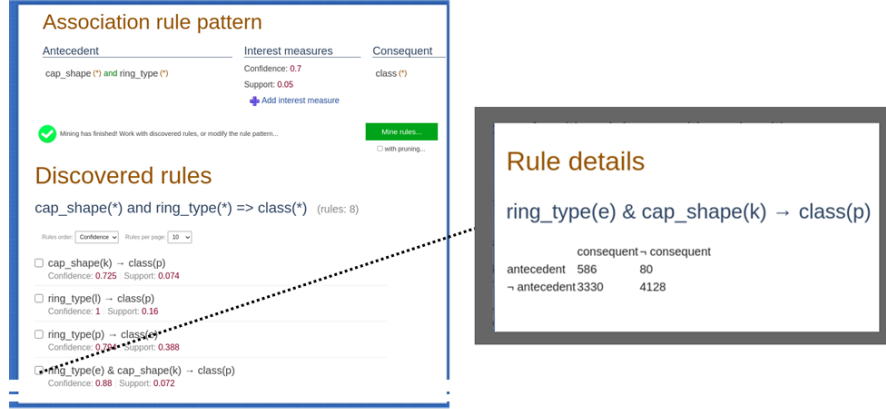 Association rule pattern
Antecedent Interest measures Consequent
cap_shape (*) and ring_type (*) Confidence: 0.7 class (*)
Support: 0.05
Add interest measure
Mining has finished! Work with discovered rules, or modify the rule pattern... Mine rules...
with pruning...
Discovered rules
cap_shape(*) and ring_type(*) => class(*) (rules: 8)
Rules order: Confidence Rules per page: 10
cap_shape(k) → class(p)
Confidence: 0.725 Support: 0.074
ring_type(l) → class(p)
Confidence: 1 Support: 0.16
ring_type(p) → class(e)
Confidence: 0.794 Support: 0.388
ring_type(e) & cap_shape(k) → class(p)
Confidence: 0.88 Support: 0.072
Rule details
ring_type(e) & cap_shape(k) → class(p)
consequent ¬ consequent
antecedent 586 80
¬ antecedent 3330 4128